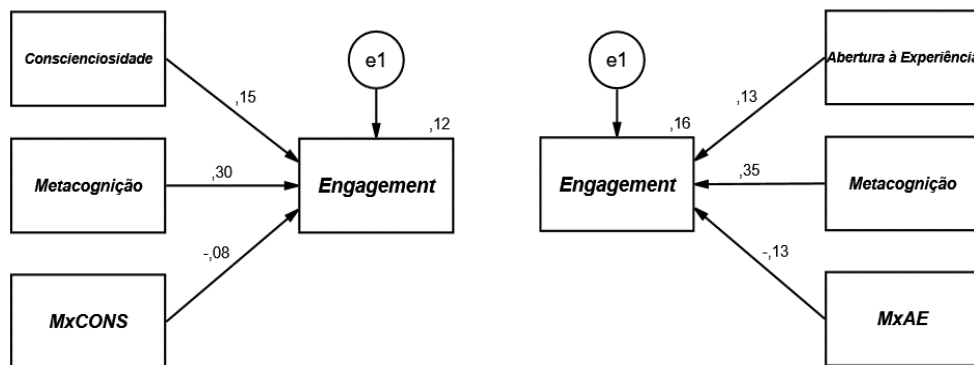 Conscienciosidade
e1
,15
,12
Metacognição
,30
Engagement
-,08
MxCONS
e1
Abertura à Experiência
,13
,16
Engagement
,35
Metacognição
-,13
MxAE